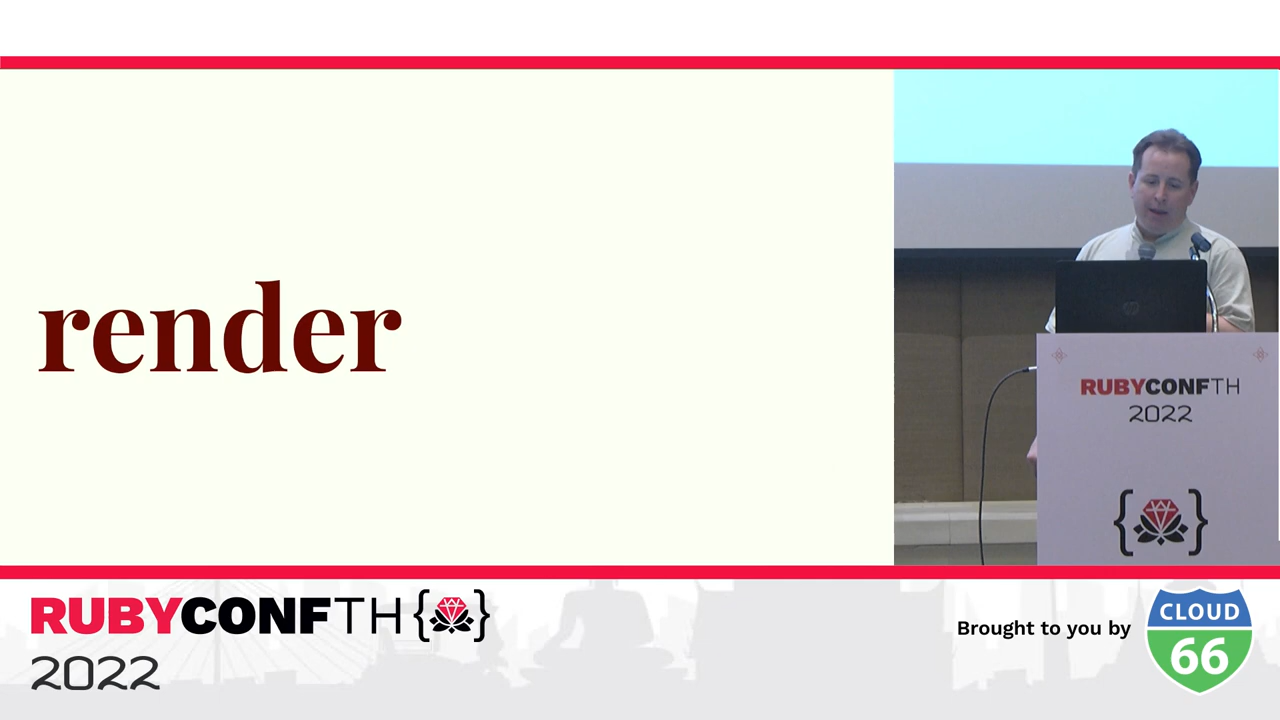 render
RUBYCONFTH
2022
RUBYCONFTH
2022
Brought to you by
CLOUD
66